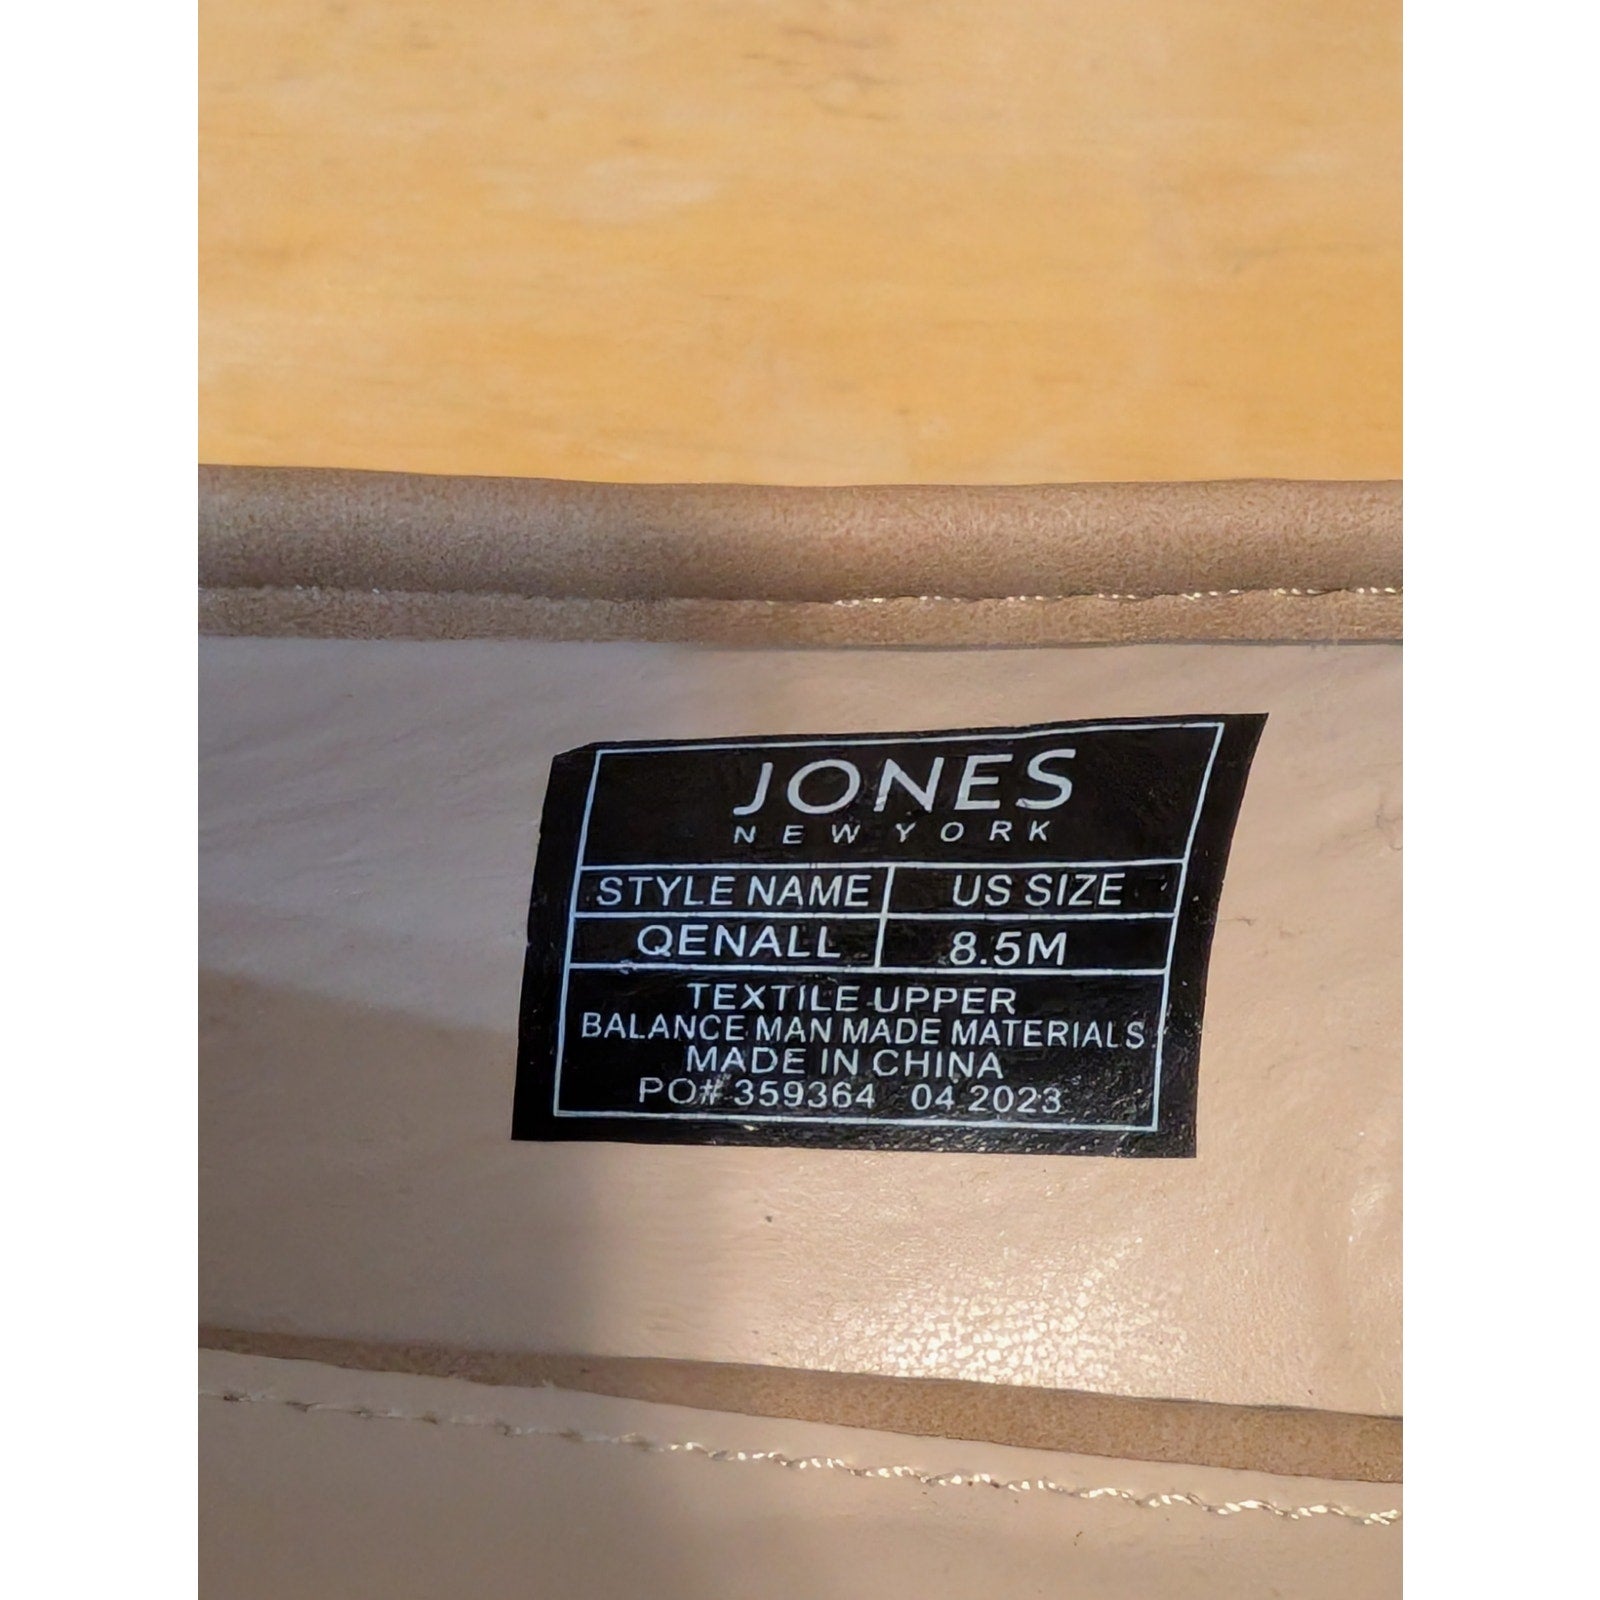 JONES
NEW YORK
STYLE NAME US SIZE
QENALL 8.5M
TEXTILE UPPER
BALANCE MAN MADE MATERIALS
MADE IN CHINA
PO# 359364 04 2023